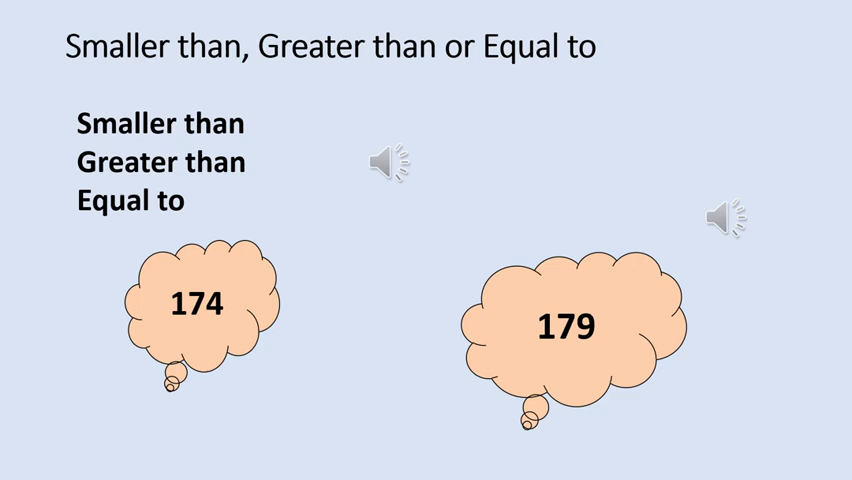 Smaller than, Greater than or Equal to
Smaller than
Greater than
Equal to
174
179